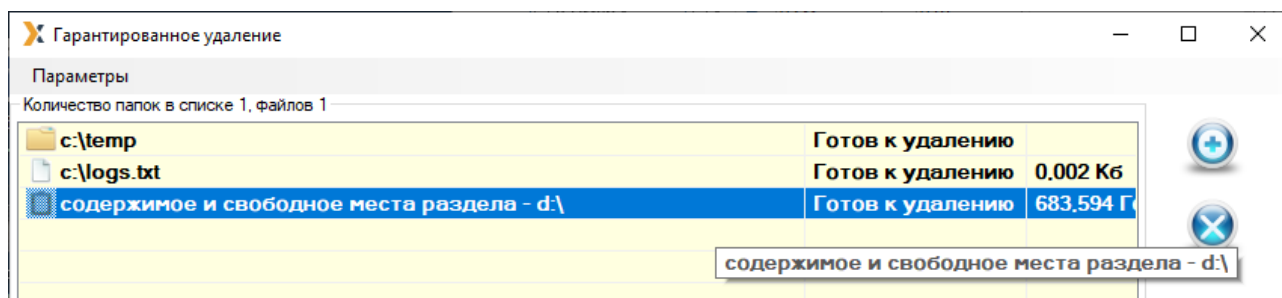 Гарантированное удаление
Параметры
Количество папок в списке 1, файлов 1
c:\temp Готов к удалению
c:\logs.txt Готов к удалению 0,002 Кб
содержимое и свободное места раздела - d:\ Готов к удалению 683,594
содержимое и свободное места раздела - d:\